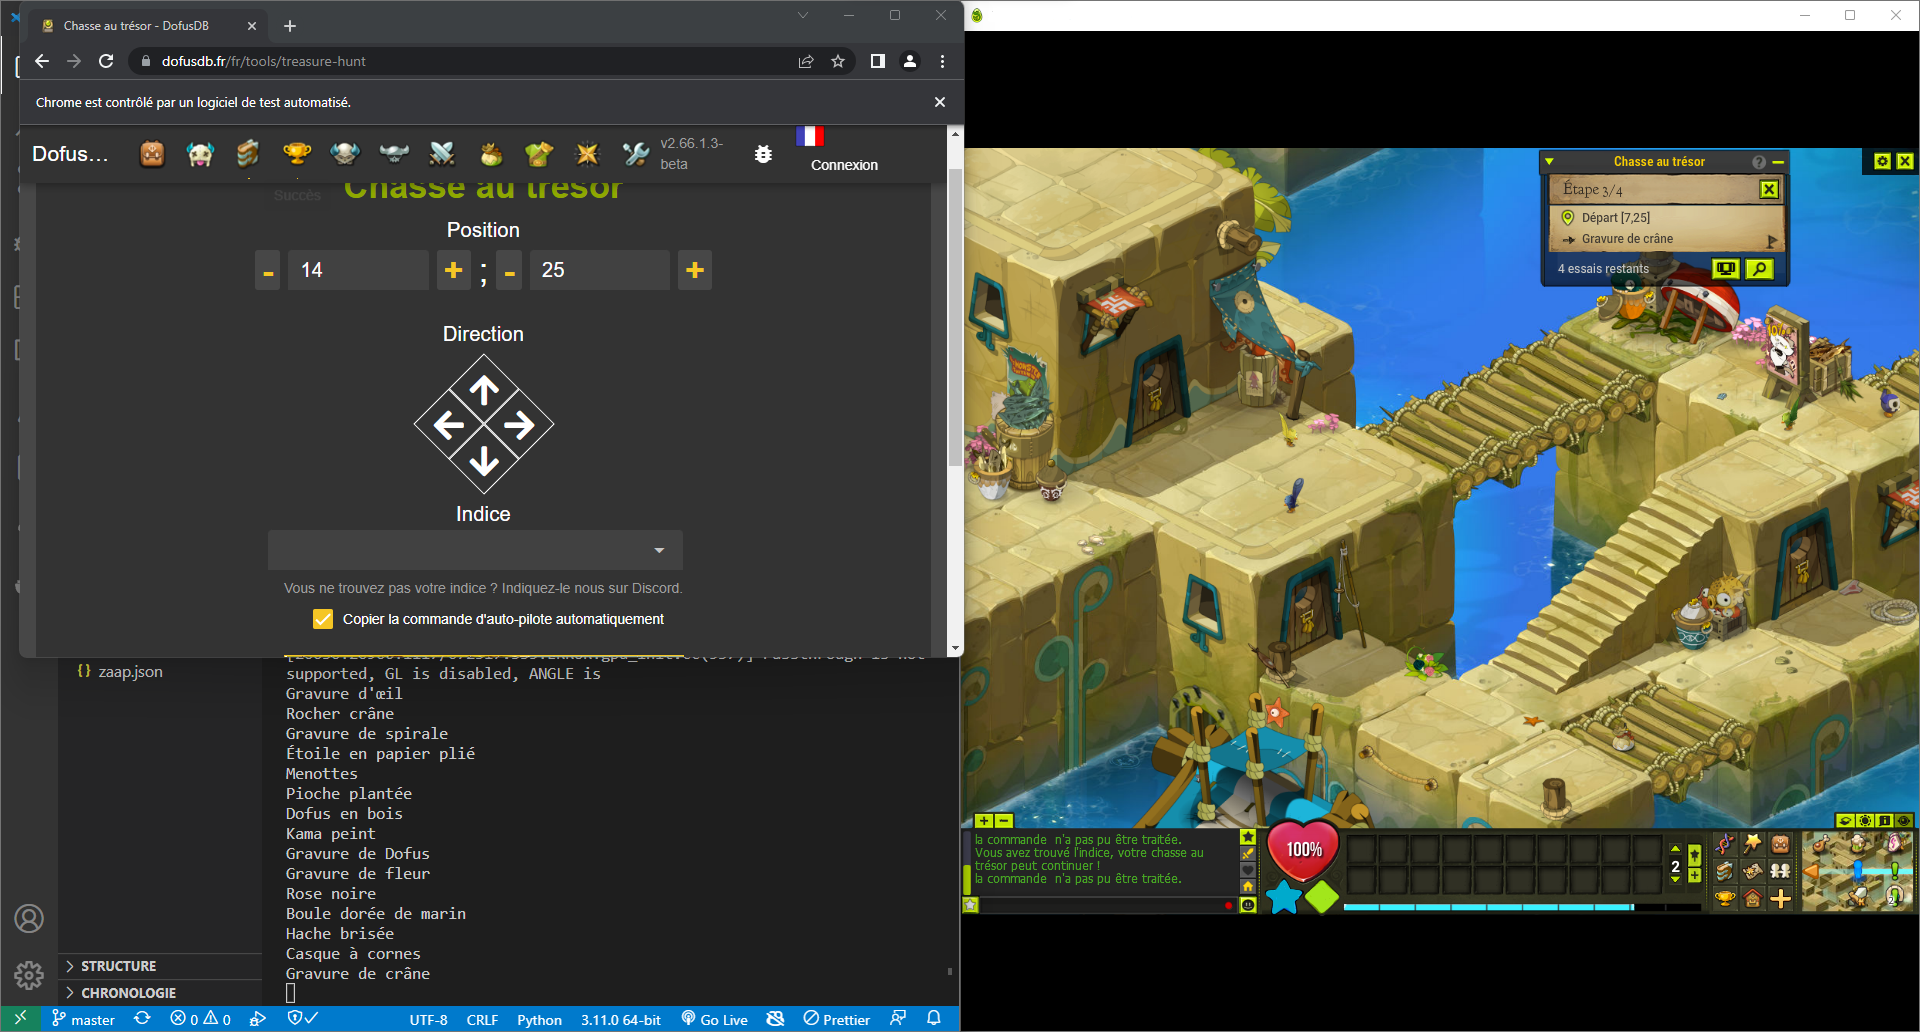 Chasse au trésor - DofusDB
dofusdb.fr/fr/tools/treasure-hunt
Chrome est contrôlé par un logiciel de test automatisé.
Dofus...
v2.66.1.3-
beta
Connexion
Succès
Chasse au trésor
Position
- 14 + ; - 25 +
Direction
Indice
Vous ne trouvez pas votre indice ? Indiquez-le nous sur Discord.
Copier la commande d'auto-pilote automatiquement
{ } zaap.json
supported, GL is disabled, ANGLE is
Gravure d'œil
Rocher crâne
Gravure de spirale
Étoile en papier plié
Menottes
Pioche plantée
Dofus en bois
Kama peint
Gravure de Dofus
Gravure de fleur
Rose noire
Boule dorée de marin
Hache brisée
Casque à cornes
Gravure de crâne
STRUCTURE
CHRONOLOGIE
master
0
0
UTF-8
CRLF
Python
3.11.0 64-bit
Go Live
Prettier
Chasse au trésor
?
Étape 3/4
Départ [7,25]
Gravure de crâne
4 essais restants
la commande n'a pas pu être traitée.
Vous avez trouvé l'indice, votre chasse au
trésor peut continuer !
la commande n'a pas pu être traitée.
100%
2